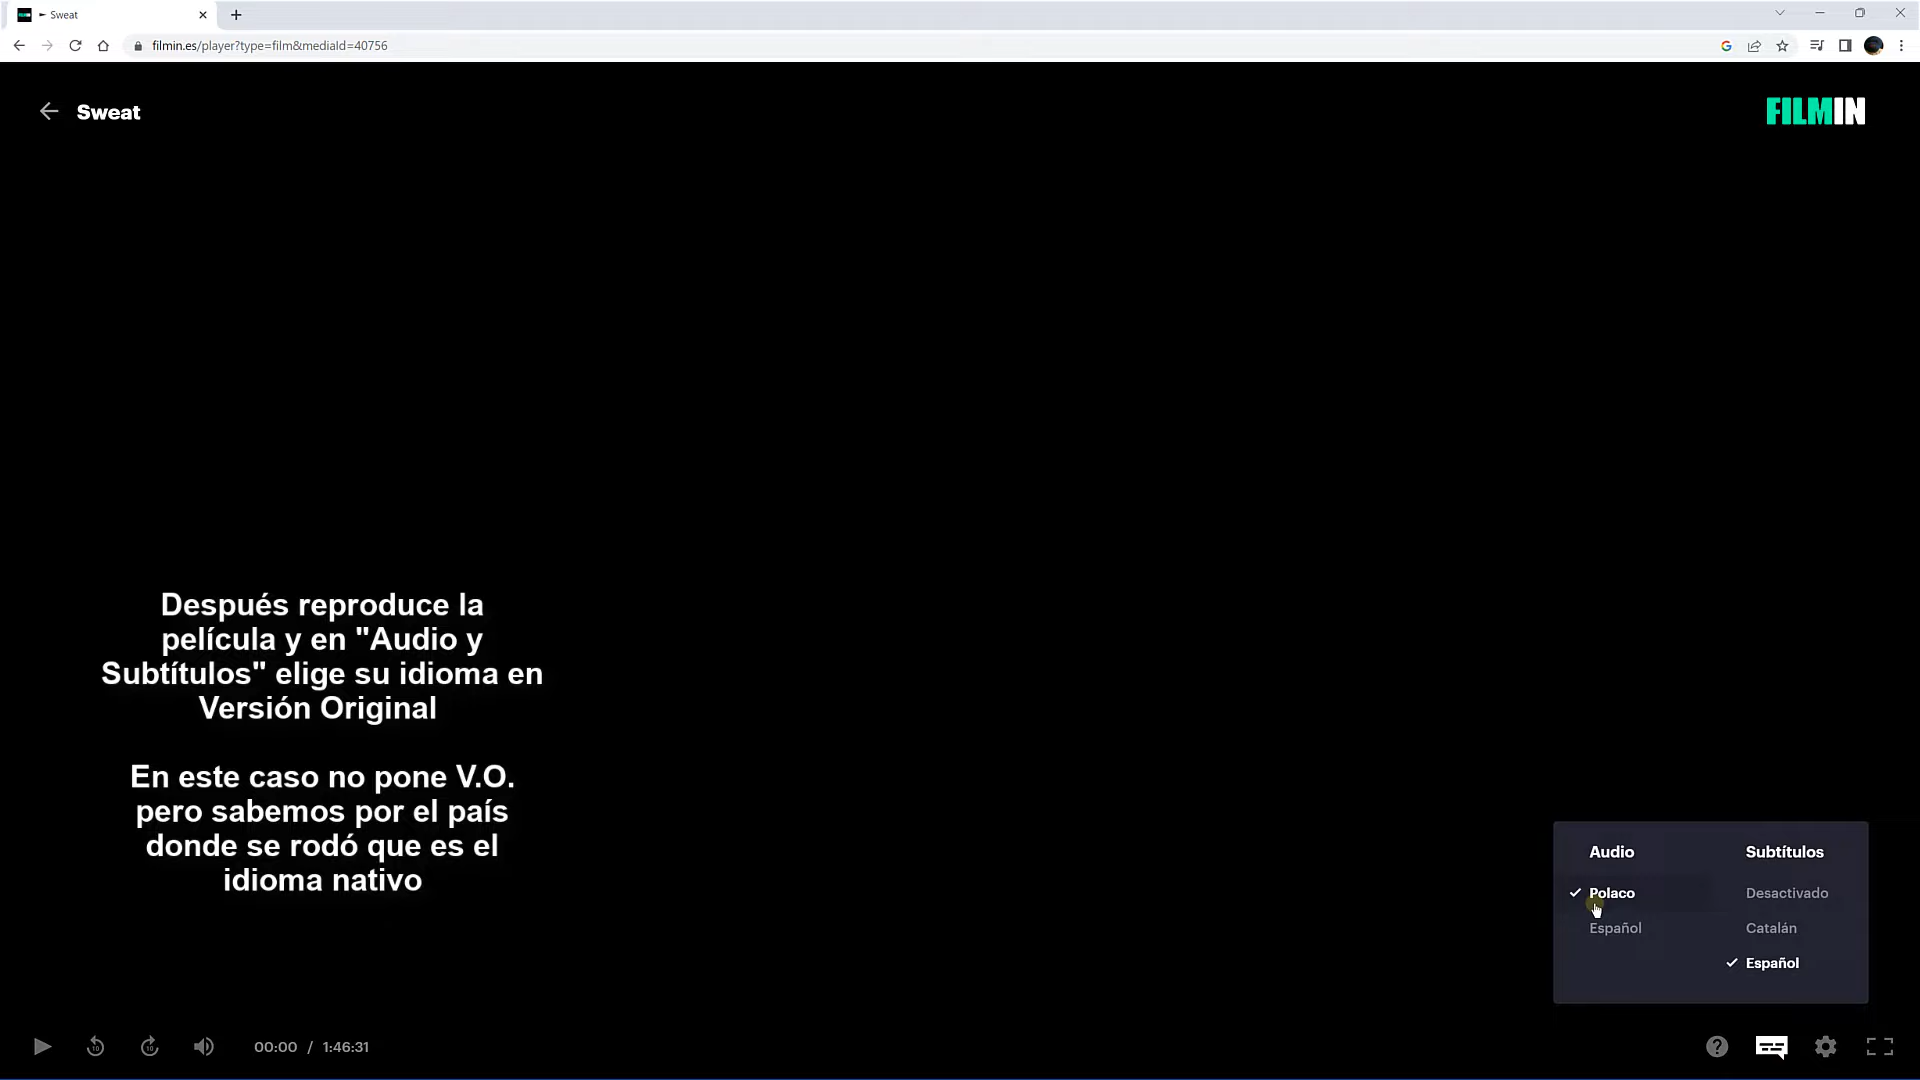 Sweat
filmin.es/player?type=film&mediaId=40756
Sweat
FILMIN
Después reproduce la
película y en "Audio y
Subtítulos" elige su idioma en
Versión Original
En este caso no pone V.O.
pero sabemos por el país
donde se rodó que es el
idioma nativo
Audio
Subtítulos
Polaco
Desactivado
Español
Catalán
Español
10
10
00:00 / 1:46:31